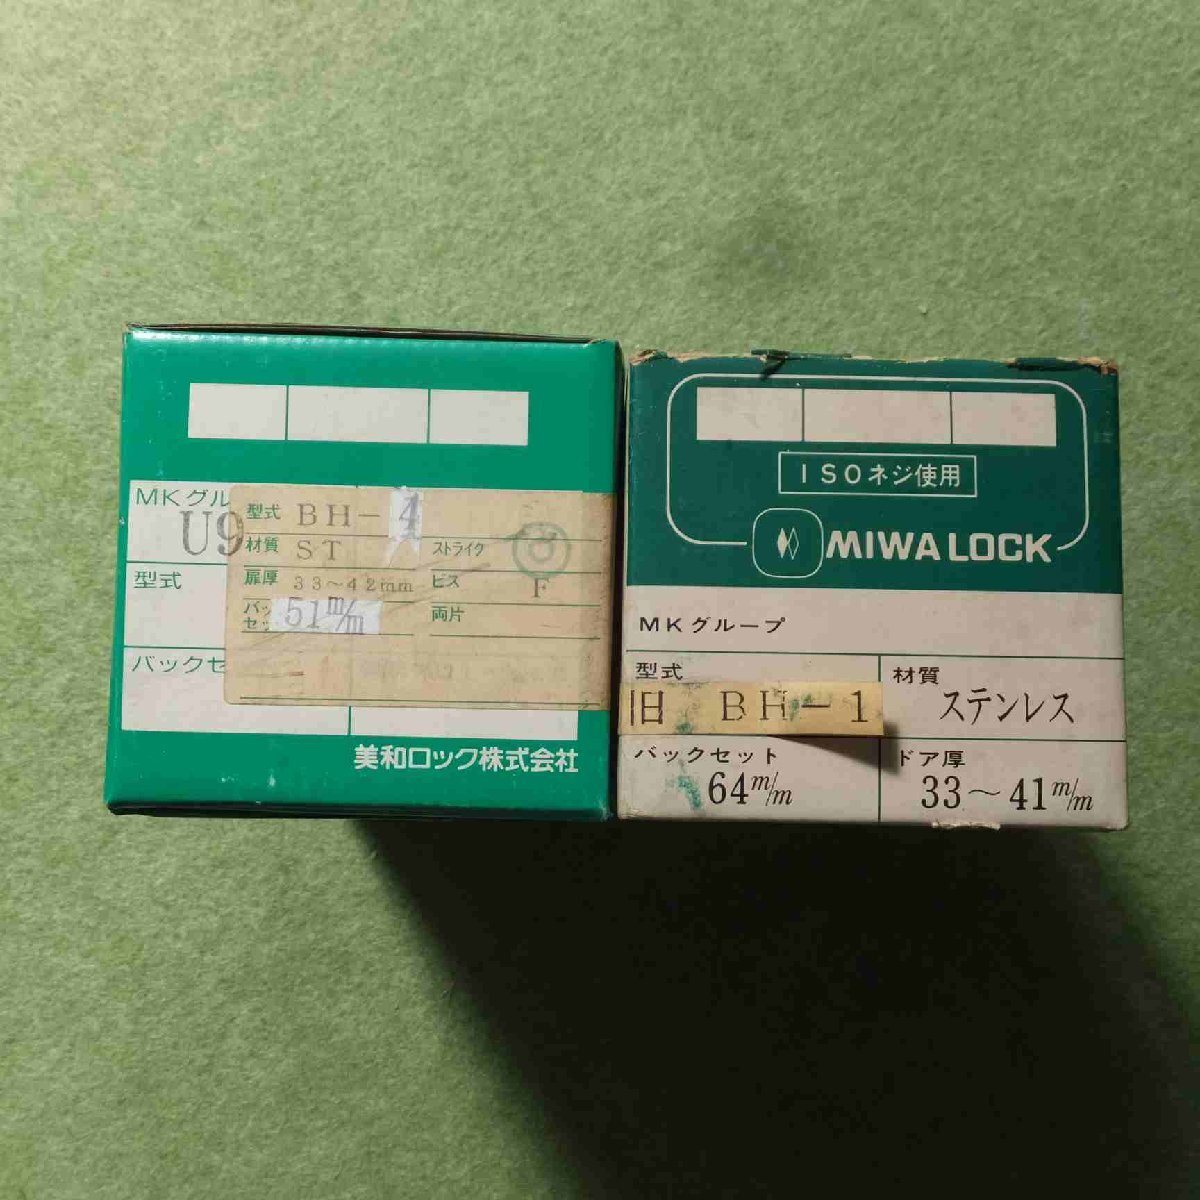 MKグル
U9
型式
バックセ
型式 BH-4
材質 ST ストライク
扉厚 33~42mm ビス F
バッ
セッ 51m/m 両片
美和ロック株式会社
ISOネジ使用
MIWA LOCK
MKグループ
型式
旧 BH-1
材質
ステンレス
バックセット
64m/m
ドア厚
33~41m/m